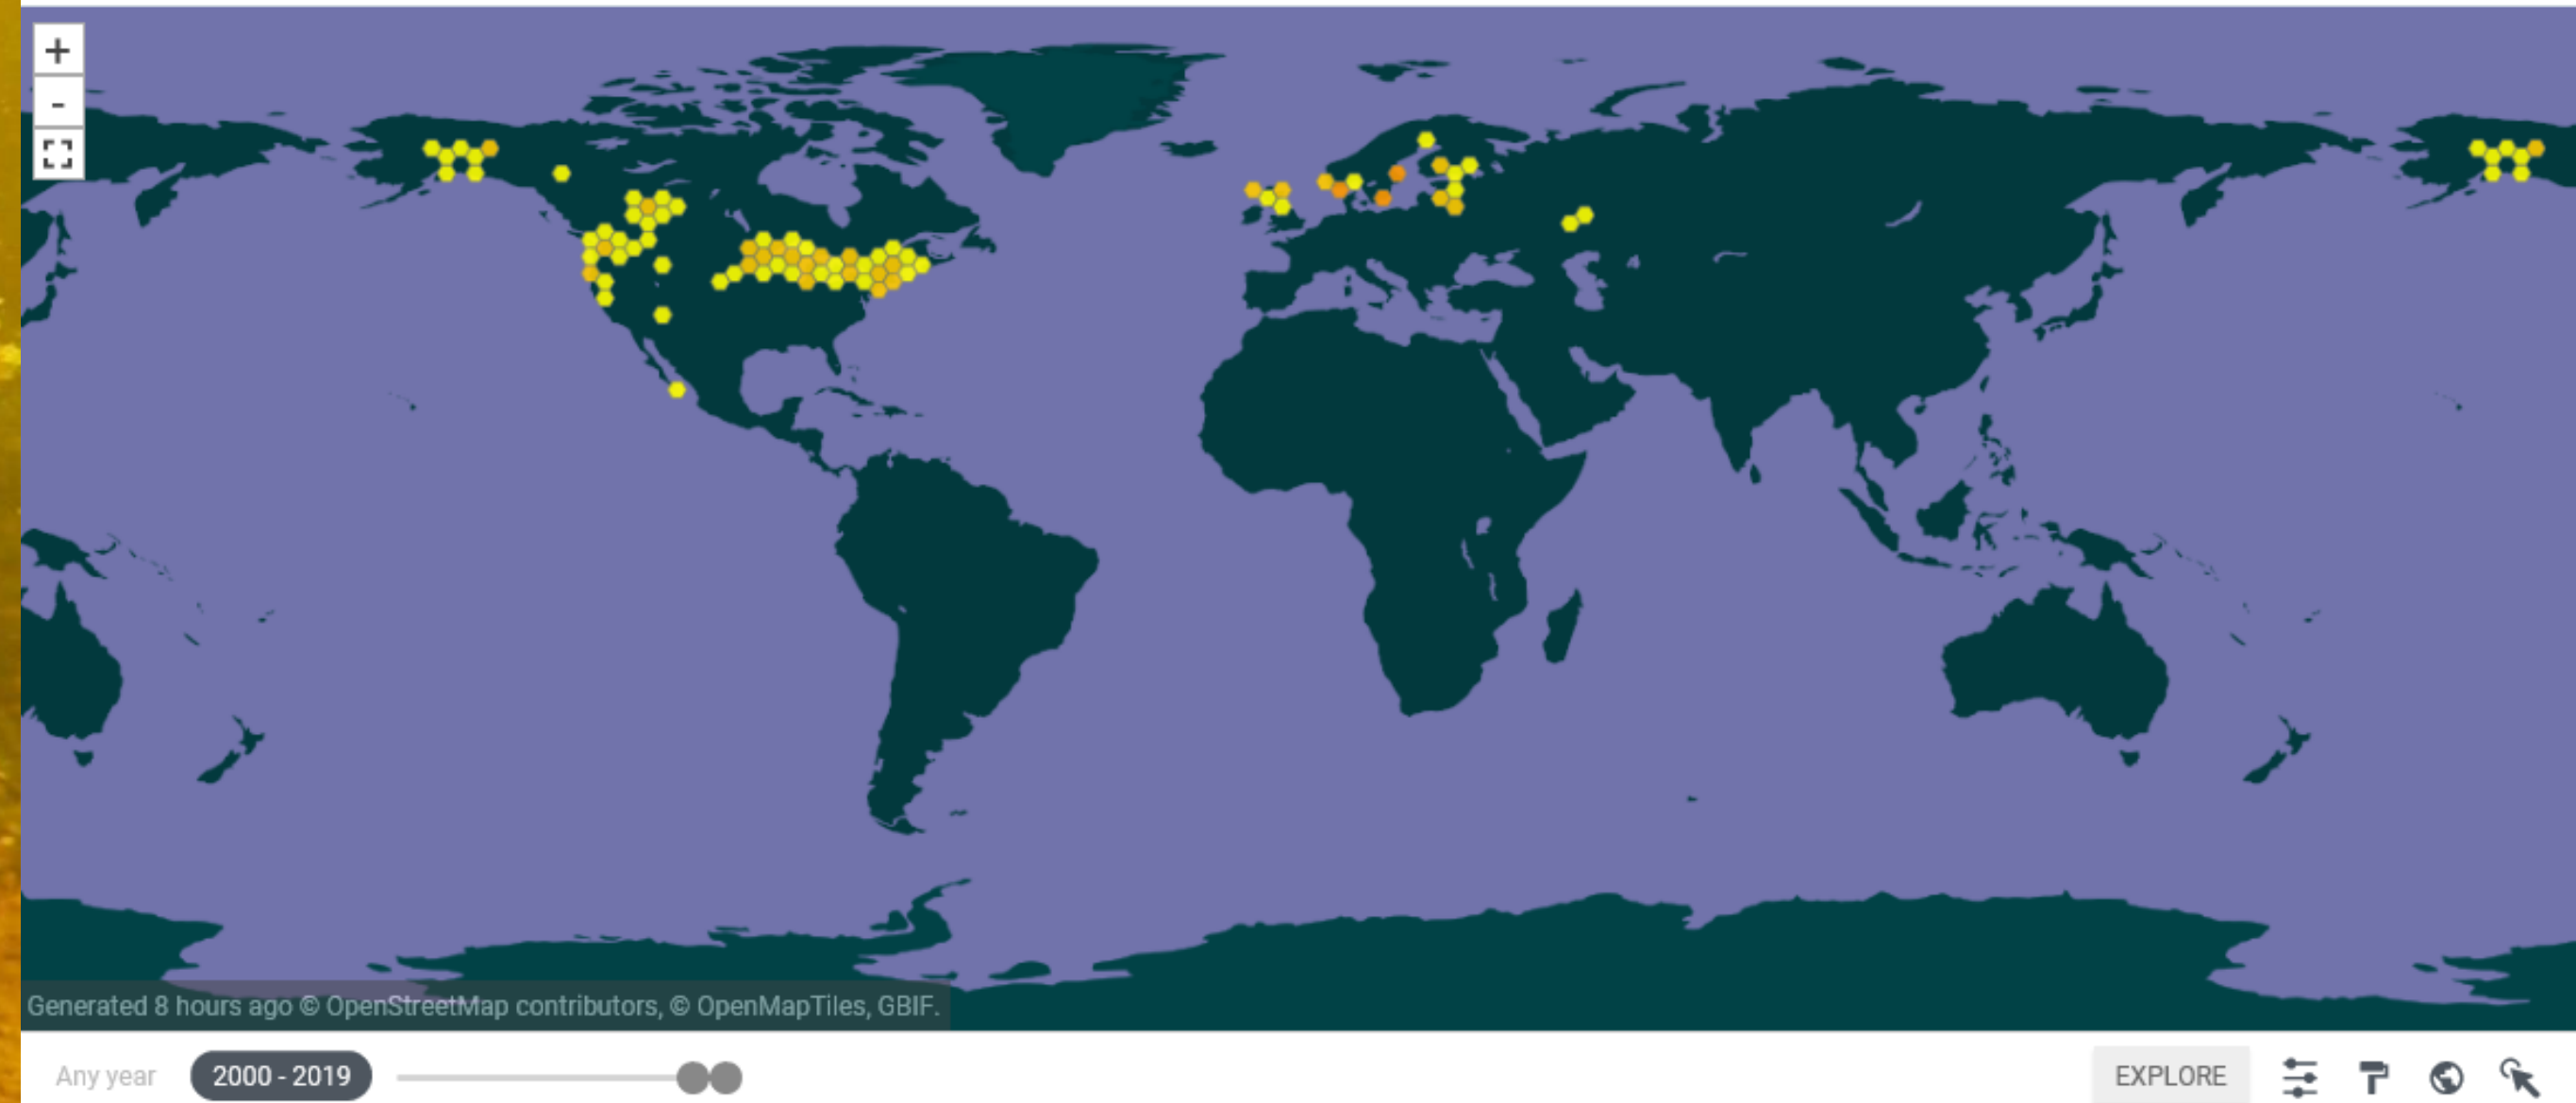 +
-
Generated 8 hours ago © OpenStreetMap contributors, © OpenMapTiles, GBIF.
Any year 2000 - 2019 EXPLORE